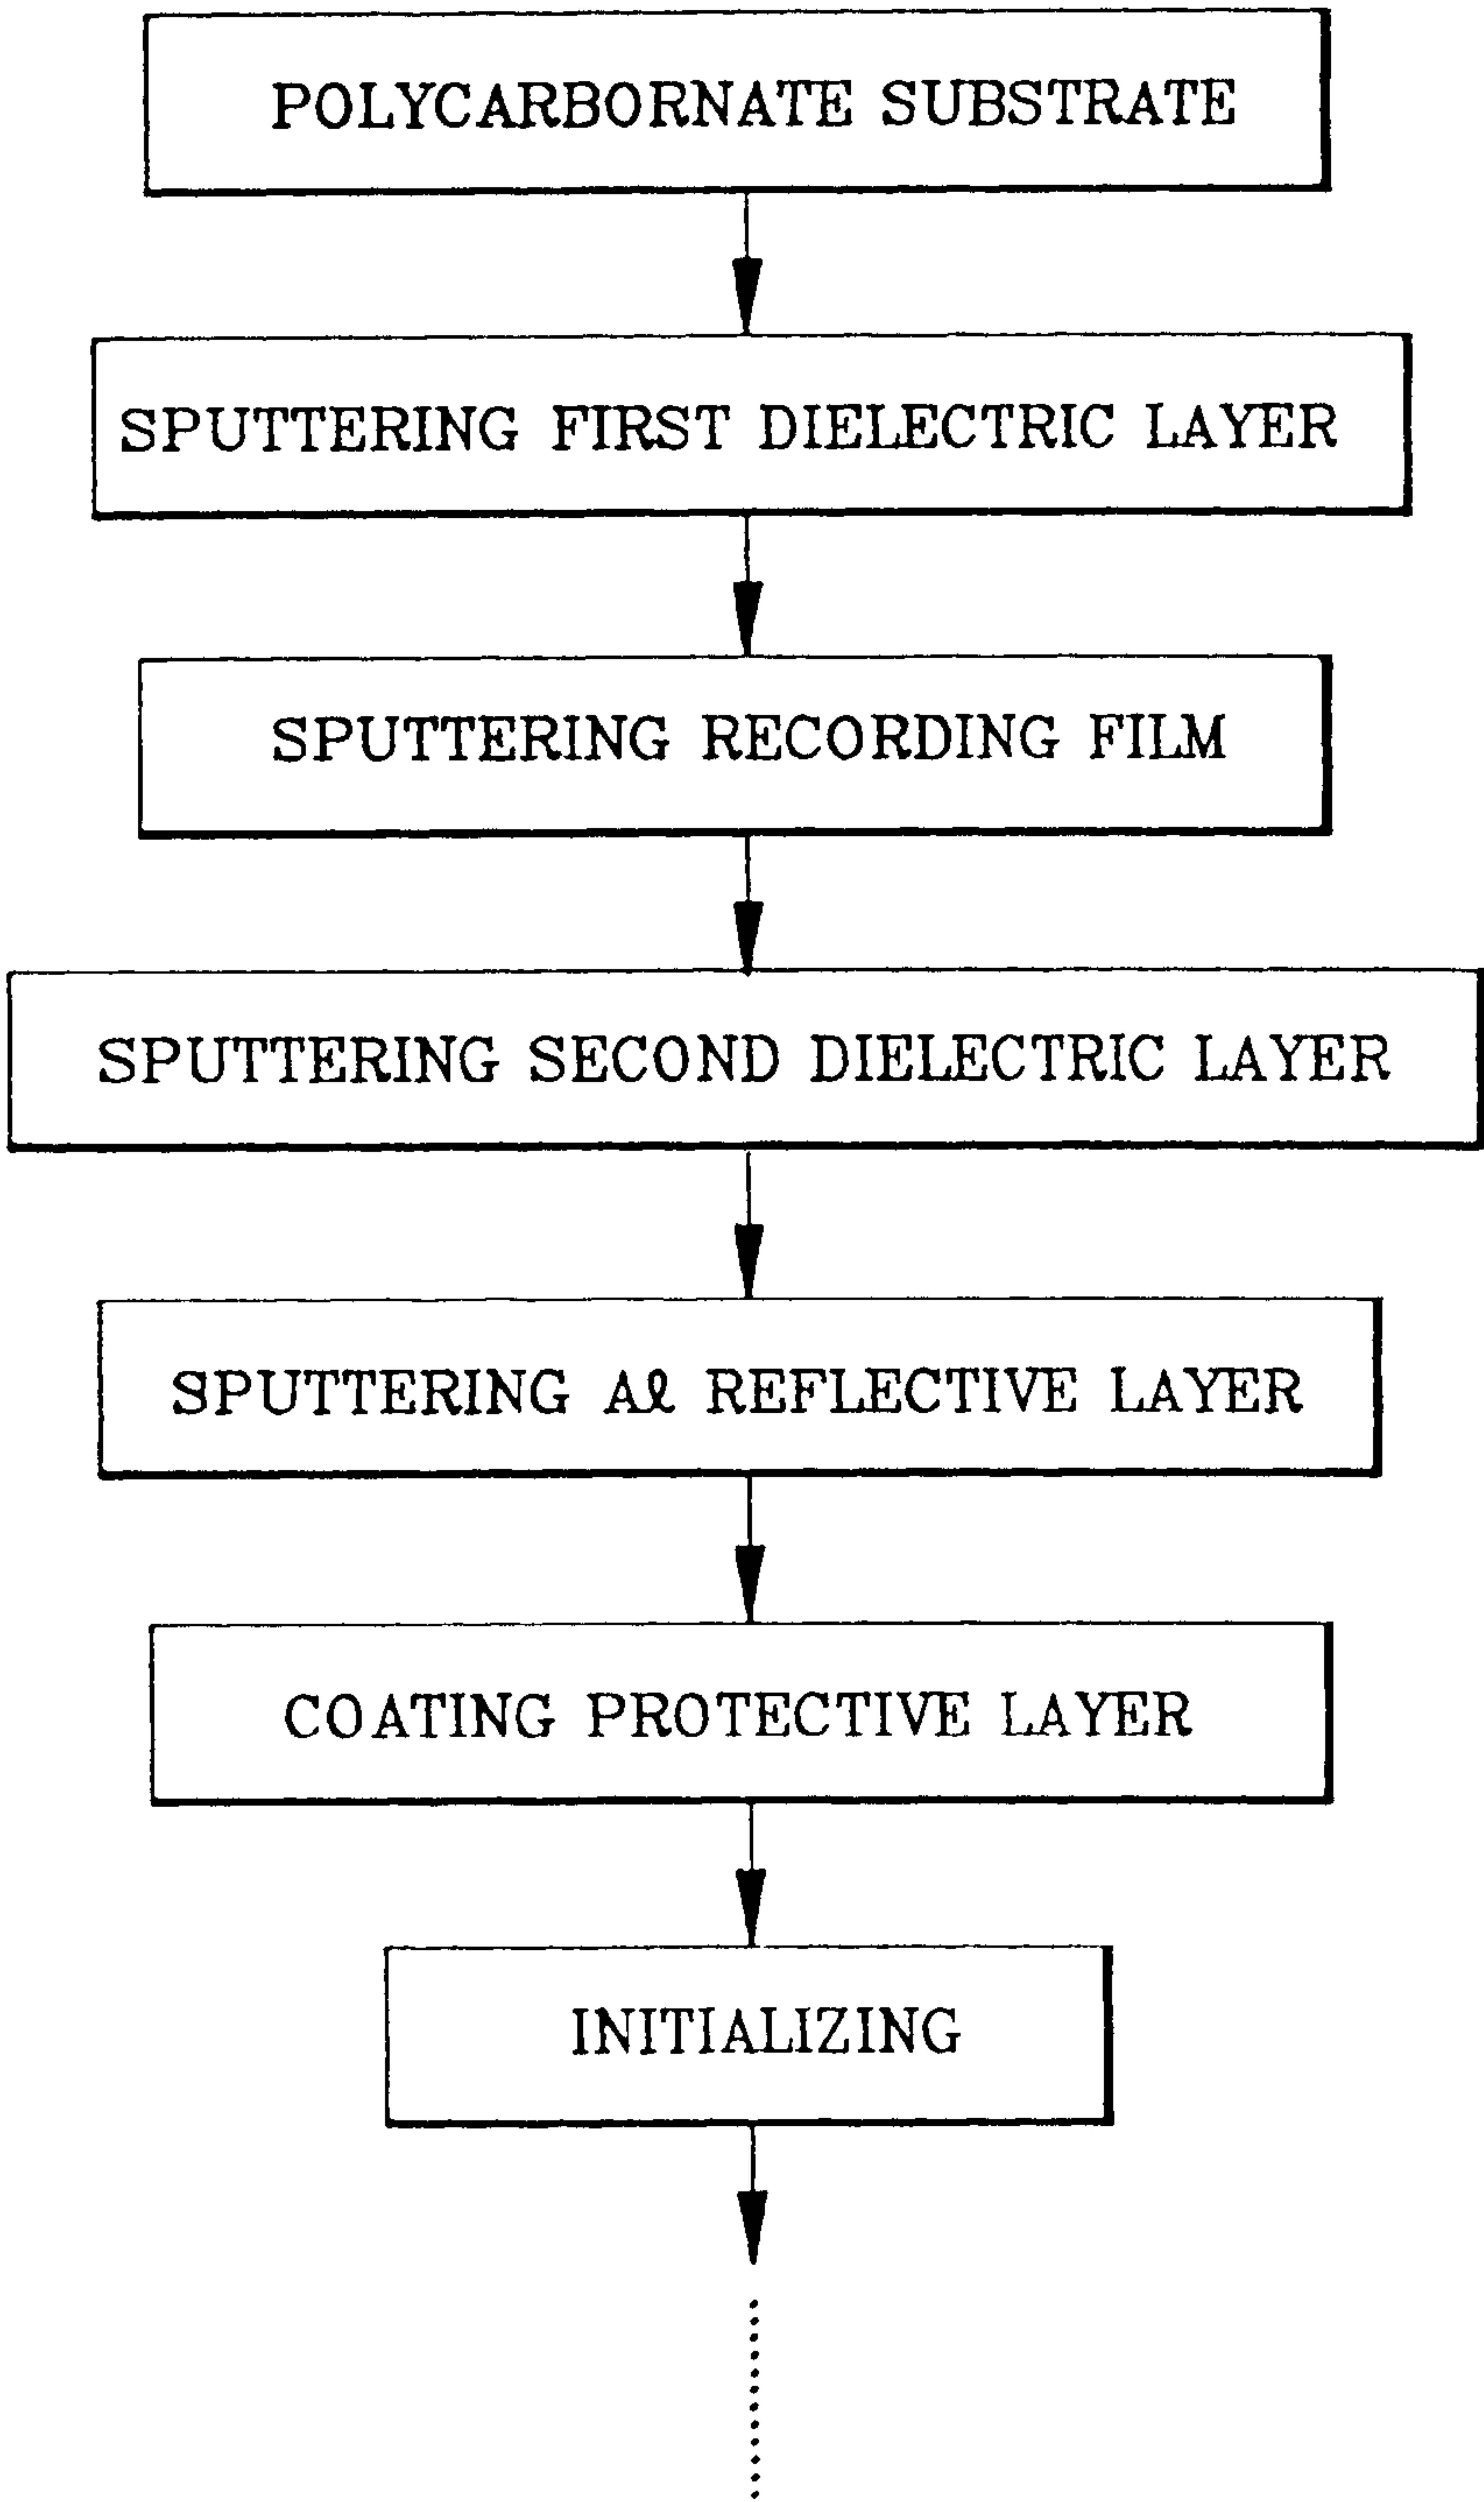 POLYCARBORNATE SUBSTRATE
SPUTTERING FIRST DIELECTRIC LAYER
SPUTTERING RECORDING FILM
SPUTTERING SECOND DIELECTRIC LAYER
SPUTTERING Aℓ REFLECTIVE LAYER
COATING PROTECTIVE LAYER
INITIALIZING